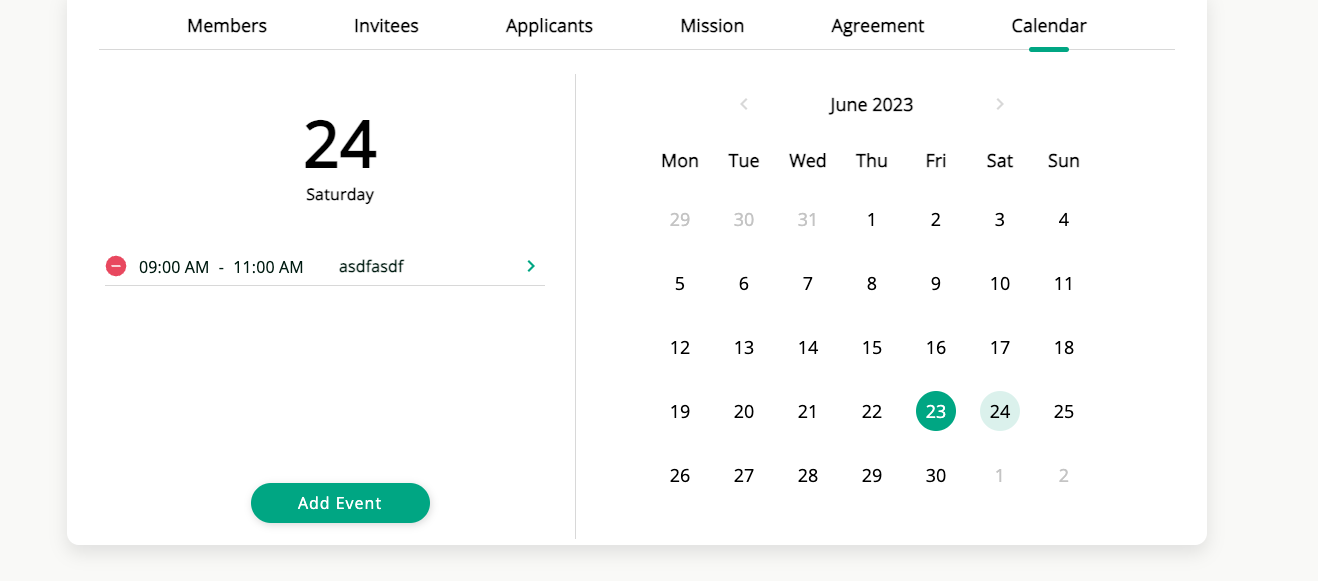 Members Invitees Applicants Mission Agreement Calendar
24
Saturday
09:00 AM - 11:00 AM asdfasdf
Add Event
June 2023
Mon Tue Wed Thu Fri Sat Sun
29 30 31 1 2 3 4
5 6 7 8 9 10 11
12 13 14 15 16 17 18
19 20 21 22 23 24 25
26 27 28 29 30 1 2